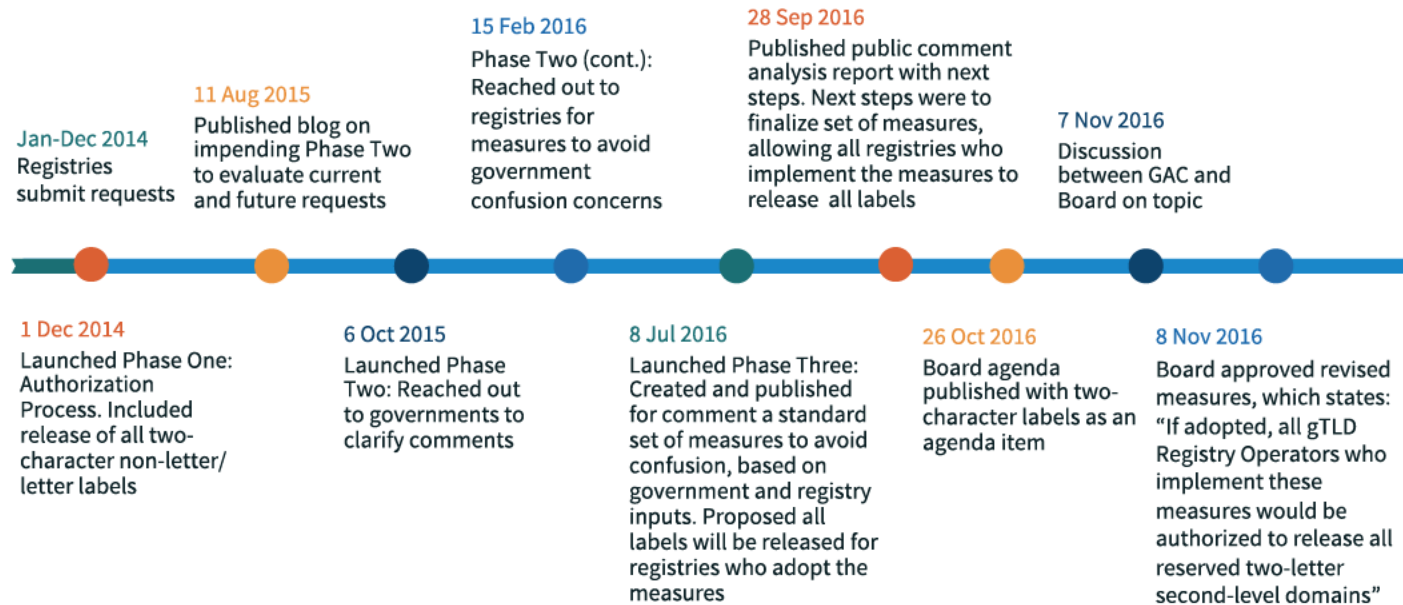 Jan-Dec 2014
Registries
submit requests
11 Aug 2015
Published blog on
impending Phase Two
to evaluate current
and future requests
15 Feb 2016
Phase Two (cont.):
Reached out to
registries for
measures to avoid
government
confusion concerns
28 Sep 2016
Published public comment
analysis report with next
steps. Next steps were to
finalize set of measures,
allowing all registries who
implement the measures to
release all labels
7 Nov 2016
Discussion
between GAC and
Board on topic
1 Dec 2014
Launched Phase One:
Authorization
Process. Included
release of all two-
character non-letter/
letter labels
6 Oct 2015
Launched Phase
Two: Reached out
to governments to
clarify comments
8 Jul 2016
Launched Phase Three:
Created and published
for comment a standard
set of measures to avoid
confusion, based on
government and registry
inputs. Proposed all
labels will be released for
registries who adopt the
measures
26 Oct 2016
Board agenda
published with two-
character labels as an
agenda item
8 Nov 2016
Board approved revised
measures, which states:
“If adopted, all gTLD
Registry Operators who
implement these
measures would be
authorized to release all
reserved two-letter
second-level domains”